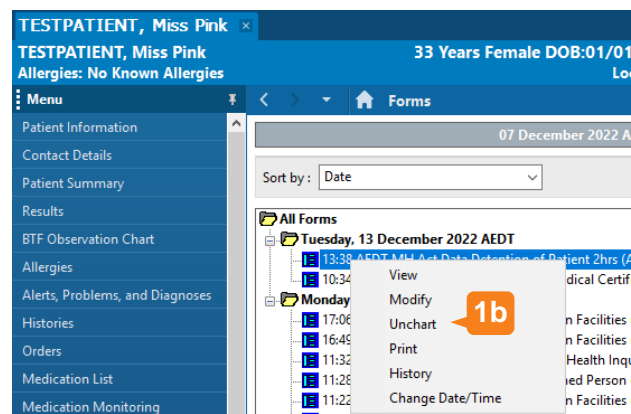 TESTPATIENT, Miss Pink ×
TESTPATIENT, Miss Pink 33 Years Female DOB:01/01
Allergies: No Known Allergies
Menu
Forms
Patient Information
07 December 2022 A
Contact Details
Sort by : Date
Patient Summary
Results
All Forms
BTF Observation Chart
Tuesday, 13 December 2022 AEDT
Allergies
13:38 AEDT MH Act Data Detention of Patient 2hrs (A
10:34
View
dical Certif
Alerts, Problems, and Diagnoses
Monday
Modify
Histories
17:06
Unchart
1b
n Facilities
Orders
16:49
n Facilities
Print
11:32
Health Inqu
Medication List
History
11:28
ned Person
Medication Monitoring
11:22
Change Date/Time
n Facilities